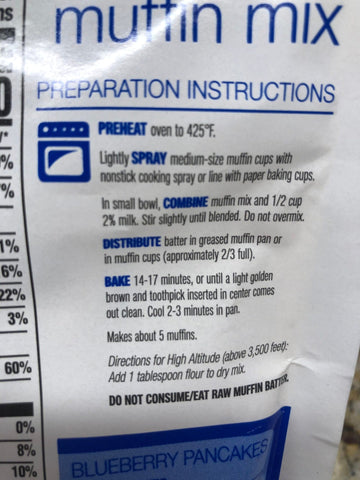 muffin mix
PREPARATION INSTRUCTIONS
PREHEAT oven to 425°F.
Lightly SPRAY medium-size muffin cups with
nonstick cooking spray or line with paper baking cups.
In small bowl, COMBINE muffin mix and 1/2 cup
2% milk. Stir slightly until blended. Do not overmix.
DISTRIBUTE batter in greased muffin pan or
in muffin cups (approximately 2/3 full).
BAKE 14-17 minutes, or until a light golden
brown and toothpick inserted in center comes
out clean. Cool 2-3 minutes in pan.
Makes about 5 muffins.
Directions for High Altitude (above 3,500 feet):
Add 1 tablespoon flour to dry mix.
DO NOT CONSUME/EAT RAW MUFFIN BATTER.
BLUEBERRY PANCAKES
1%
6%
22%
3%
60%
0%
8%
10%